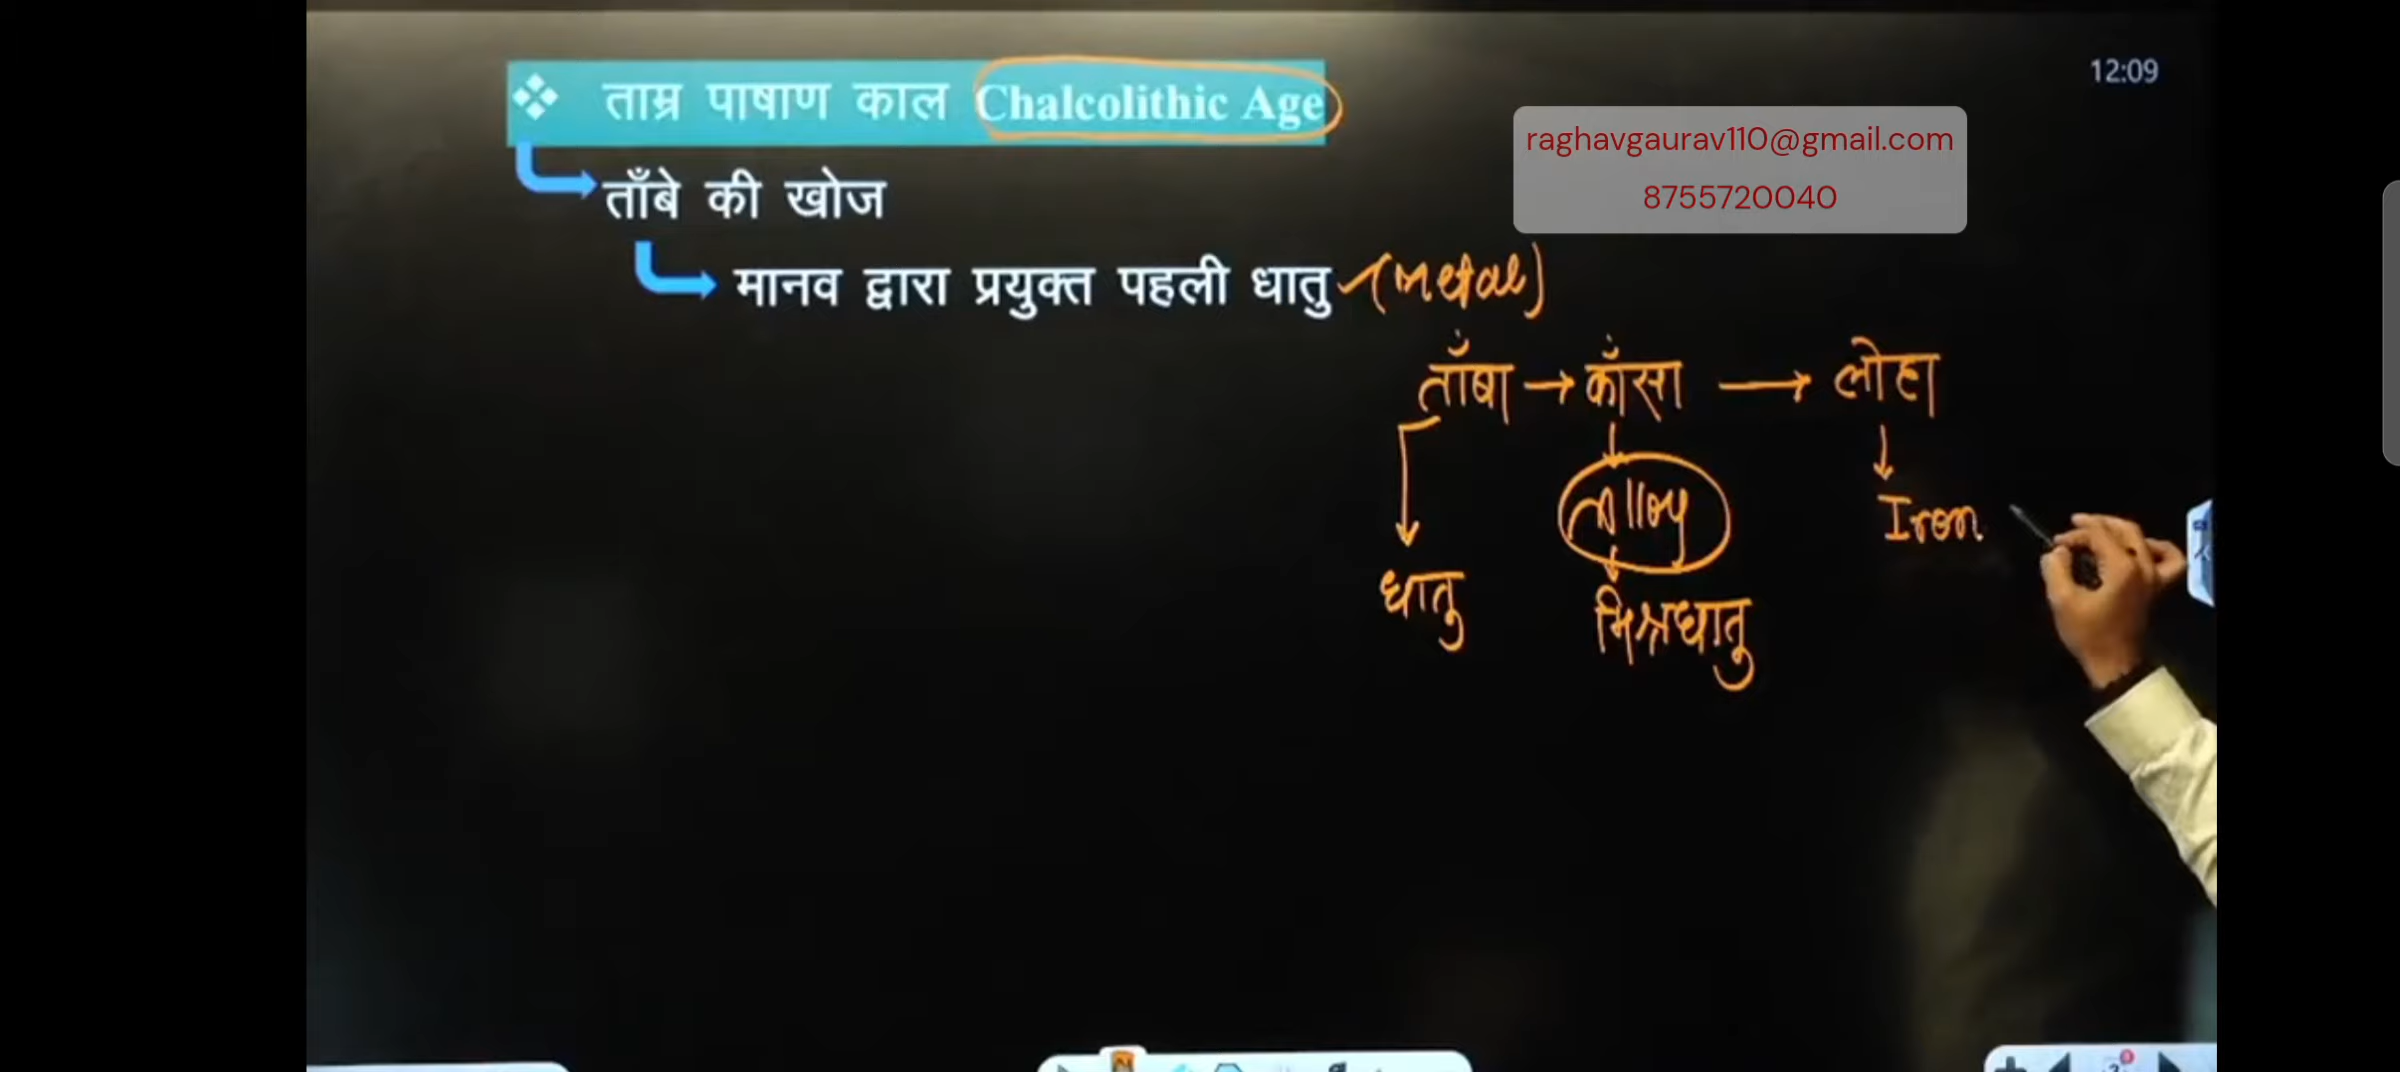 12:09
❖ ताम्र पाषाण काल Chalcolithic Age
raghavgaurav110@gmail.com
8755720040
ताँबे की खोज
मानव द्वारा प्रयुक्त पहली धातु (Metal)
ताँबा → काँसा → लोहा
Alloy
Iron
धातु
मिश्रधातु